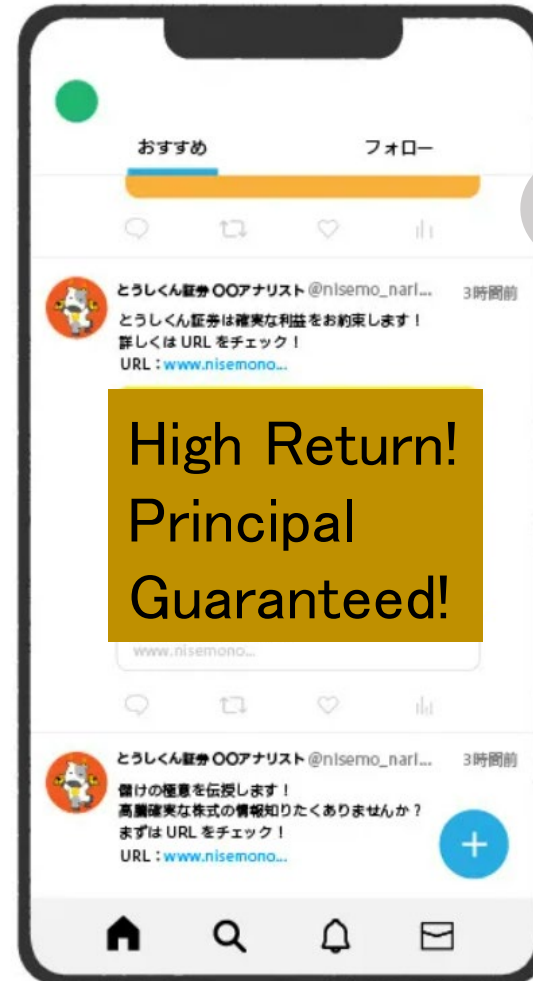 おすすめ
フォロー
とうしくん証券 〇〇アナリスト @nisemo_nari... 3時間前
とうしくん証券は確実な利益をお約束します！
詳しくは URL をチェック！
URL：www.nisemono...
High Return!
Principal
Guaranteed!
www.nisemono...
とうしくん証券 〇〇アナリスト @nisemo_nari... 3時間前
儲けの極意を伝授します！
高騰確実な株式の情報知りたくありませんか？
まずは URL をチェック！
URL：www.nisemono...